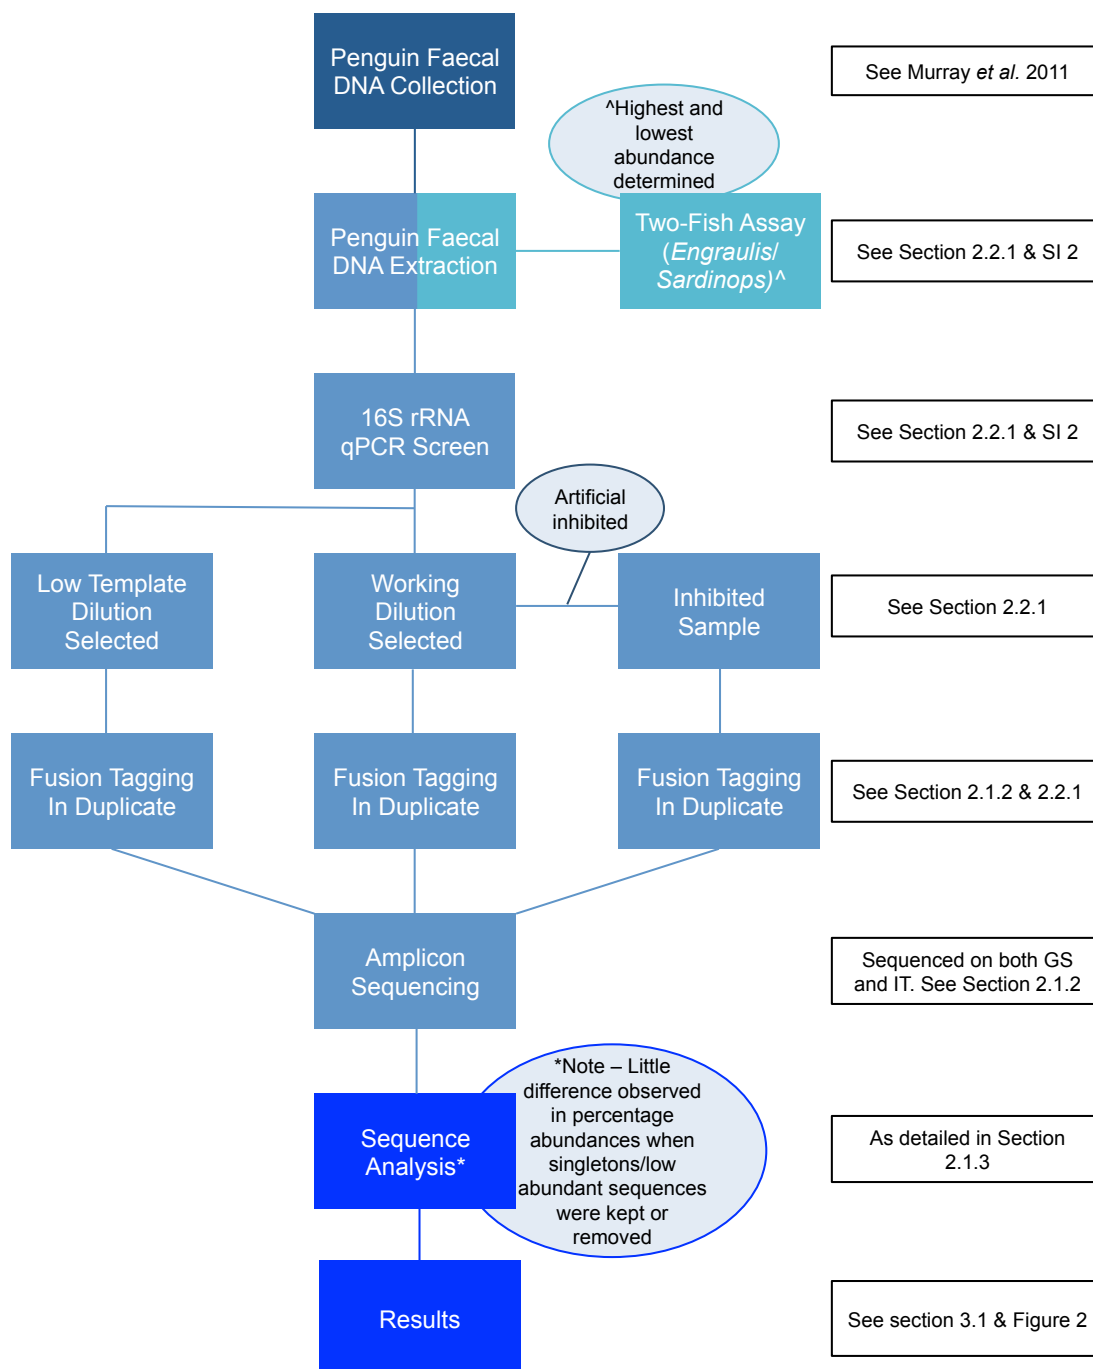 Penguin Faecal
DNA Collection
See Murray et al. 2011
^Highest and
lowest
abundance
determined
Penguin Faecal
DNA Extraction
Two-Fish Assay
(Engraulis/
Sardinops)^
See Section 2.2.1 & SI 2
16S rRNA
qPCR Screen
See Section 2.2.1 & SI 2
Artificial
inhibited
Low Template
Dilution
Selected
Working
Dilution
Selected
Inhibited
Sample
See Section 2.2.1
Fusion Tagging
In Duplicate
Fusion Tagging
In Duplicate
Fusion Tagging
In Duplicate
See Section 2.1.2 & 2.2.1
Amplicon
Sequencing
Sequenced on both GS
and IT. See Section 2.1.2
*Note – Little
difference observed
in percentage
abundances when
singletons/low
abundant sequences
were kept or
removed
Sequence
Analysis*
As detailed in Section
2.1.3
Results
See section 3.1 & Figure 2